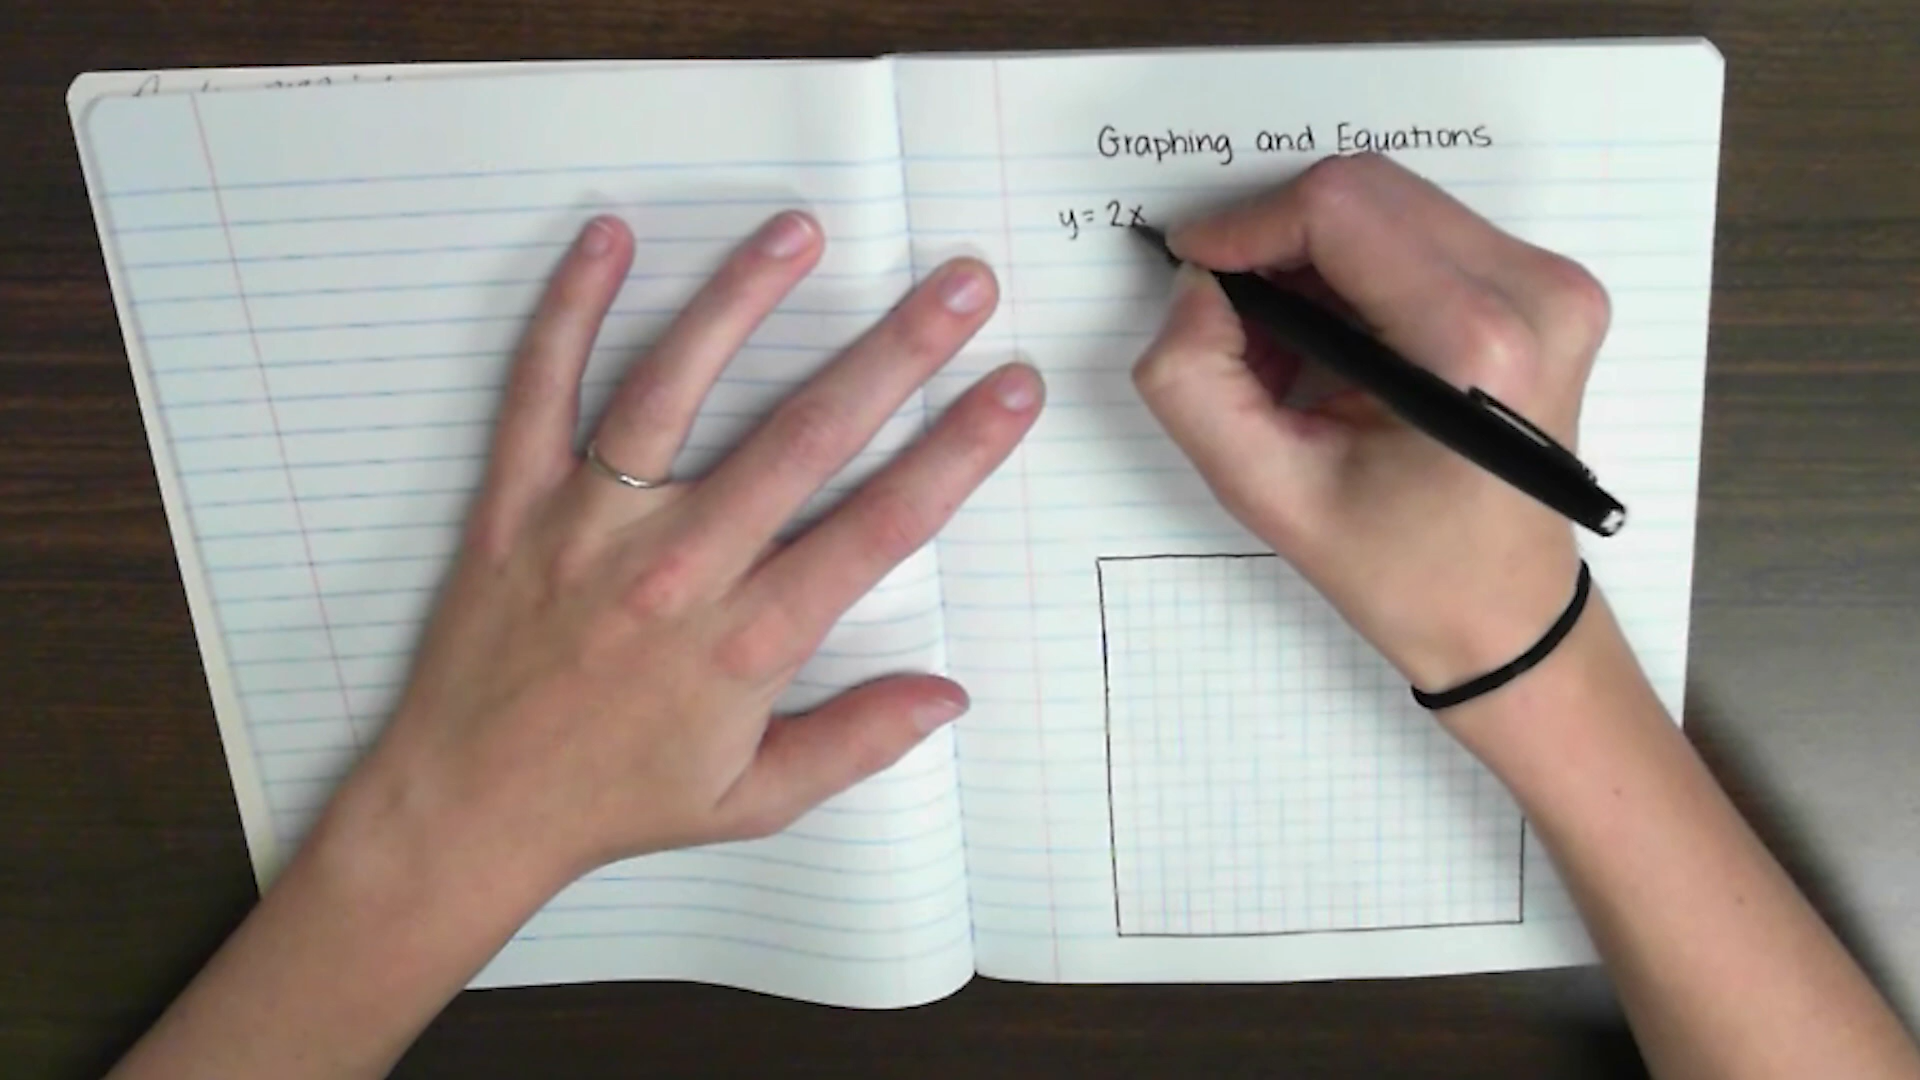 Graphing and Equations
y = 2x